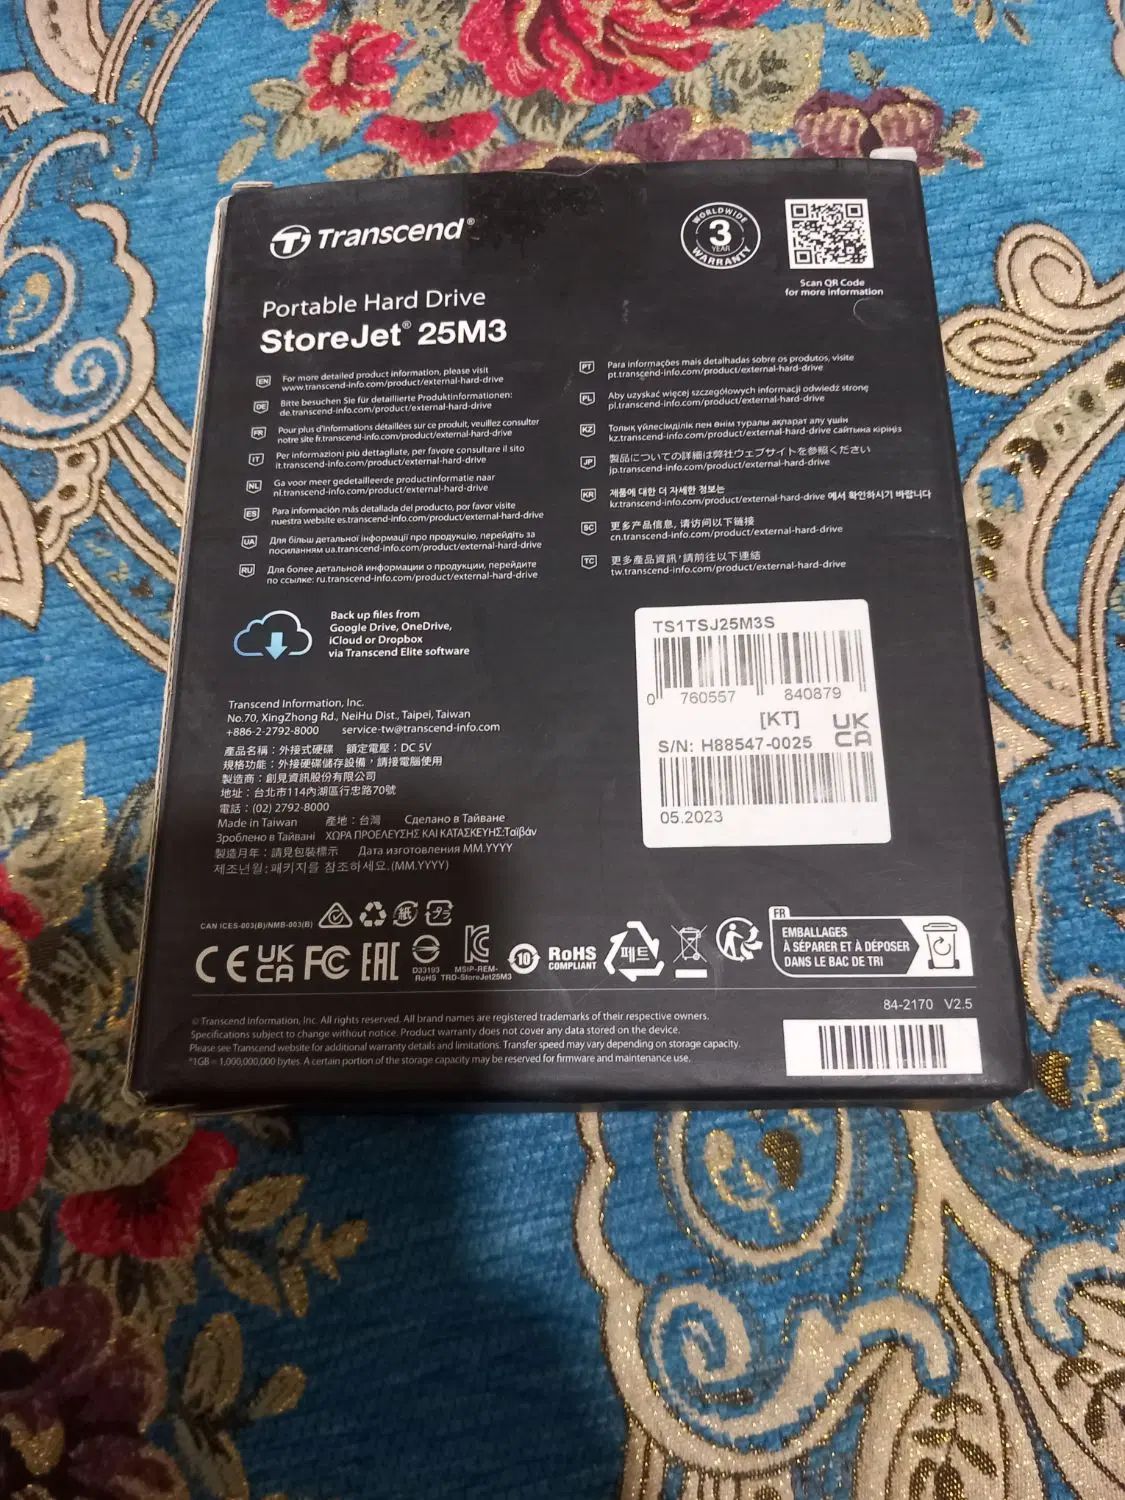 Transcend®
WORLDWIDE
3
YEAR
WARRANTY
Scan QR Code
for more information
Portable Hard Drive
StoreJet® 25M3
EN For more detailed product information, please visit
www.transcend-info.com/product/external-hard-drive
DE Bitte besuchen Sie für detaillierte Produktinformationen:
de.transcend-info.com/product/external-hard-drive
FR Pour plus d'informations détaillées sur ce produit, veuillez consulter
notre site fr.transcend-info.com/product/external-hard-drive
IT Per informazioni più dettagliate, per favore consultare il sito
it.transcend-info.com/product/external-hard-drive
NL Ga voor meer gedetailleerde productinformatie naar
nl.transcend-info.com/product/external-hard-drive
ES Para información más detallada del producto, por favor visite
nuestra website es.transcend-info.com/product/external-hard-drive
UA Для більш детальної інформації про продукцію, перейдіть за
посиланням ua.transcend-info.com/product/external-hard-drive
RU Для более детальной информации о продукции, перейдите
по ссылке: ru.transcend-info.com/product/external-hard-drive
PT Para informações mais detalhadas sobre os produtos, visite
pt.transcend-info.com/product/external-hard-drive
PL Aby uzyskać więcej szczegółowych informacji odwiedź stronę
pl.transcend-info.com/product/external-hard-drive
KZ Толық үйлесімділік пен өнім туралы ақпарат алу үшін
kz.transcend-info.com/product/external-hard-drive сайтына кіріңіз
JP 製品についての詳細は弊社ウェブサイトを参照ください
jp.transcend-info.com/product/external-hard-drive
KR 제품에 대한 더 자세한 정보는
kr.transcend-info.com/product/external-hard-drive 에서 확인하시기 바랍니다
SC 更多产品信息, 请访问以下链接
cn.transcend-info.com/product/external-hard-drive
TC 更多產品資訊，請前往以下連結
tw.transcend-info.com/product/external-hard-drive
Back up files from
Google Drive, OneDrive,
iCloud or Dropbox
via Transcend Elite software
TS1TSJ25M3S
0 760557 840879
[KT] UK CA
S/N: H88547-0025
05.2023
Transcend Information, Inc.
No.70, XingZhong Rd., NeiHu Dist., Taipei, Taiwan
+886-2-2792-8000 service-tw@transcend-info.com
產品名稱：外接式硬碟 額定電壓：DC 5V
規格功能：外接硬碟儲存設備，請接電腦使用
製造商：創見資訊股份有限公司
地址：台北市114內湖區行忠路70號
電話：(02) 2792-8000
Made in Taiwan 產地：台灣 Сделано в Тайване
Зроблено в Тайвані ΧΩΡΑ ΠΡΟΕΛΕΥΣΗΣ ΚΑΙ ΚΑΤΑΣΚΕΥΗΣ:Ταϊβάν
製造月年：請見包裝標示 Дата изготовления MM.YYYY
제조년월: 패키지를 참조하세요. (MM.YYYY)
CAN ICES-003(B)/NMB-003(B) 紙 プラ
CE UK CA FC EAC D33193 RoHS MSIP-REM-TRD-StoreJet25M3 10 RoHS COMPLIANT 페트
FR
EMBALLAGES
À SÉPARER ET À DÉPOSER
DANS LE BAC DE TRI
84-2170 V2.5
© Transcend Information, Inc. All rights reserved. All brand names are registered trademarks of their respective owners.
Specifications subject to change without notice. Product warranty does not cover any data stored on the device.
Please see Transcend website for additional warranty details and limitations. Transfer speed may vary depending on storage capacity.
*1GB = 1,000,000,000 bytes. A certain portion of the storage capacity may be reserved for firmware and maintenance use.